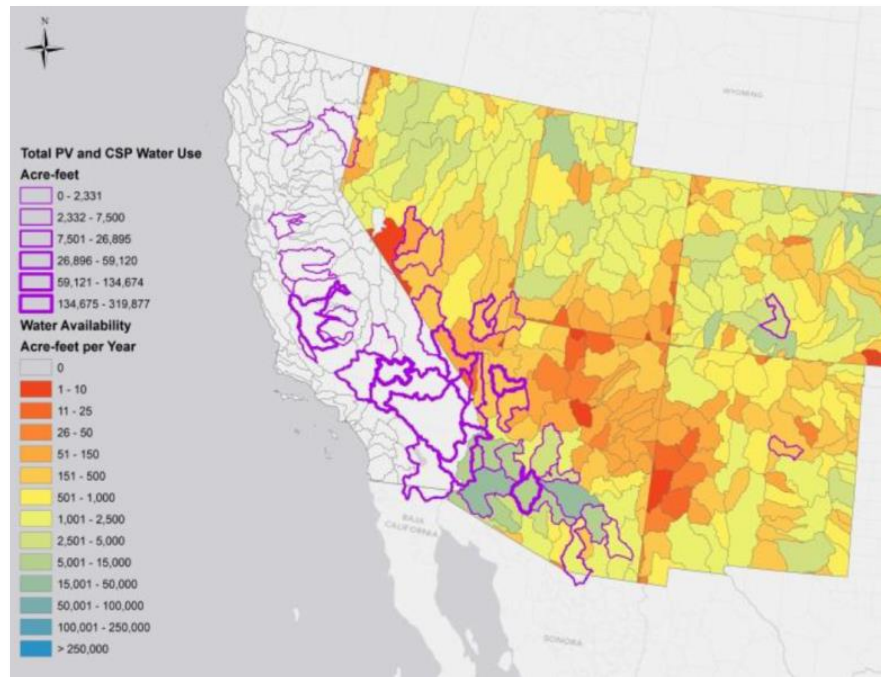 N
WYOMING
Total PV and CSP Water Use
Acre-feet
0 - 2,331
2,332 - 7,500
7,501 - 26,895
26,896 - 59,120
59,121 - 134,674
134,675 - 319,877
Water Availability
Acre-feet per Year
0
1 - 10
11 - 25
26 - 50
51 - 150
151 - 500
501 - 1,000
1,001 - 2,500
2,501 - 5,000
5,001 - 15,000
15,001 - 50,000
50,001 - 100,000
100,001 - 250,000
> 250,000
BAJA
CALIFORNIA
SONORA